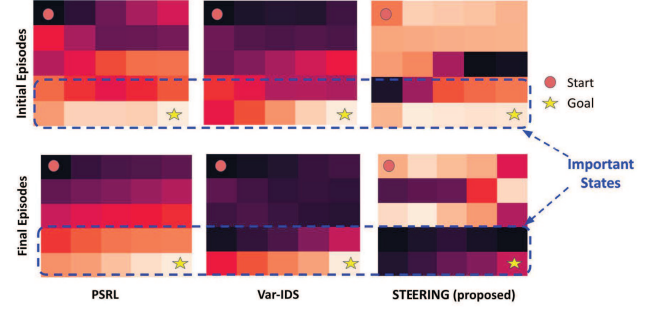 Initial Episodes
Start
Goal
Important
States
Final Episodes
PSRL
Var-IDS
STEERING (proposed)